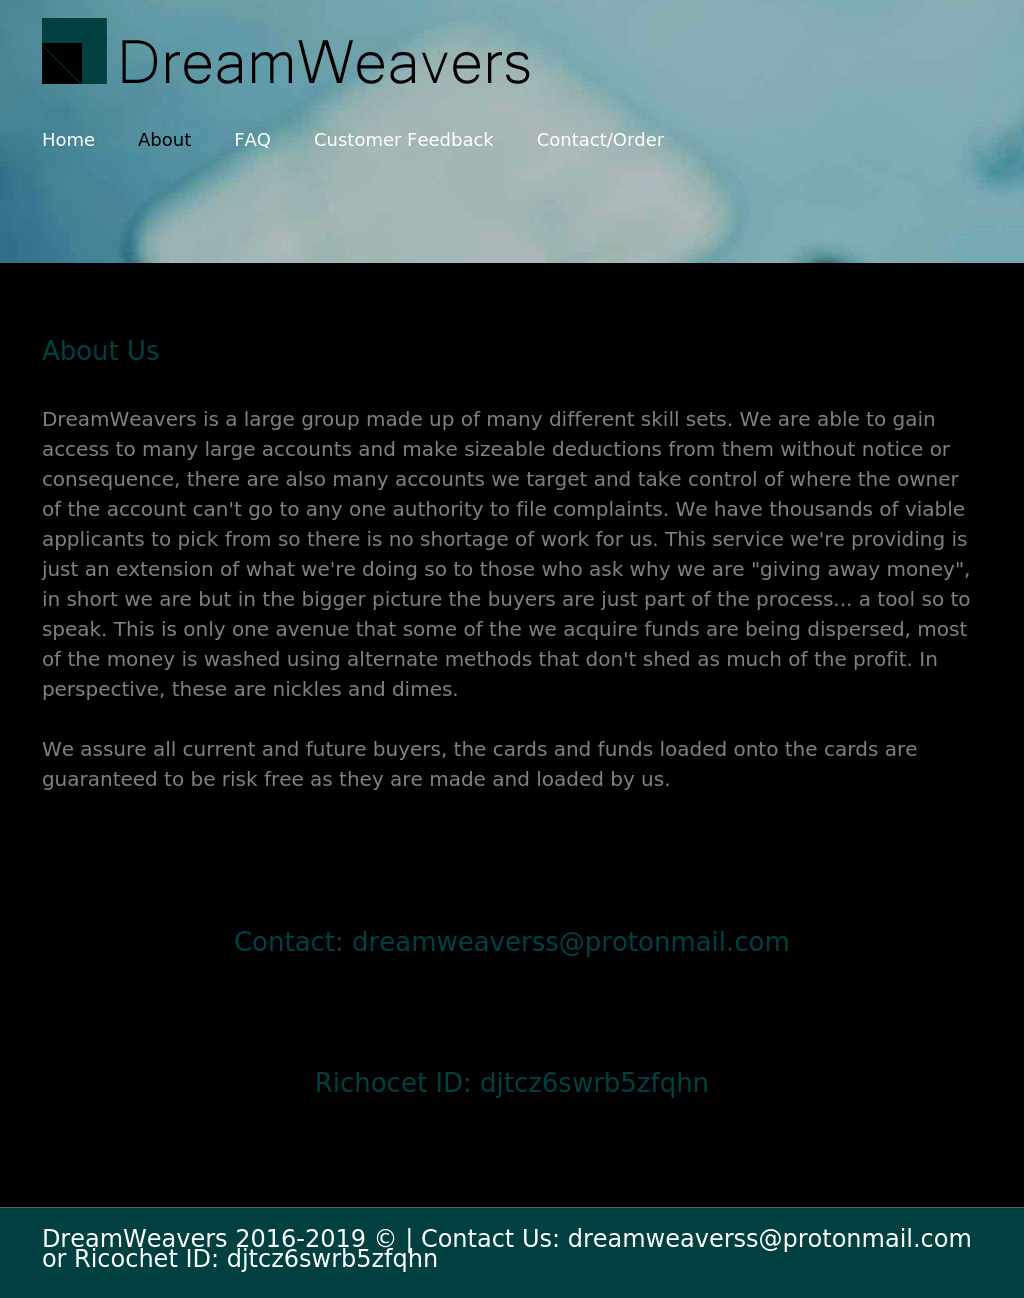 DreamWeavers
Home About FAQ Customer Feedback Contact/Order
About Us
DreamWeavers is a large group made up of many different skill sets. We are able to gain
access to many large accounts and make sizeable deductions from them without notice or
consequence, there are also many accounts we target and take control of where the owner
of the account can't go to any one authority to file complaints. We have thousands of viable
applicants to pick from so there is no shortage of work for us. This service we're providing is
just an extension of what we're doing so to those who ask why we are "giving away money",
in short we are but in the bigger picture the buyers are just part of the process... a tool so to
speak. This is only one avenue that some of the we acquire funds are being dispersed, most
of the money is washed using alternate methods that don't shed as much of the profit. In
perspective, these are nickles and dimes.
We assure all current and future buyers, the cards and funds loaded onto the cards are
guaranteed to be risk free as they are made and loaded by us.
Contact: dreamweaverss@protonmail.com
Richocet ID: djtcz6swrb5zfqhn
DreamWeavers 2016-2019 © | Contact Us: dreamweaverss@protonmail.com
or Ricochet ID: djtcz6swrb5zfqhn